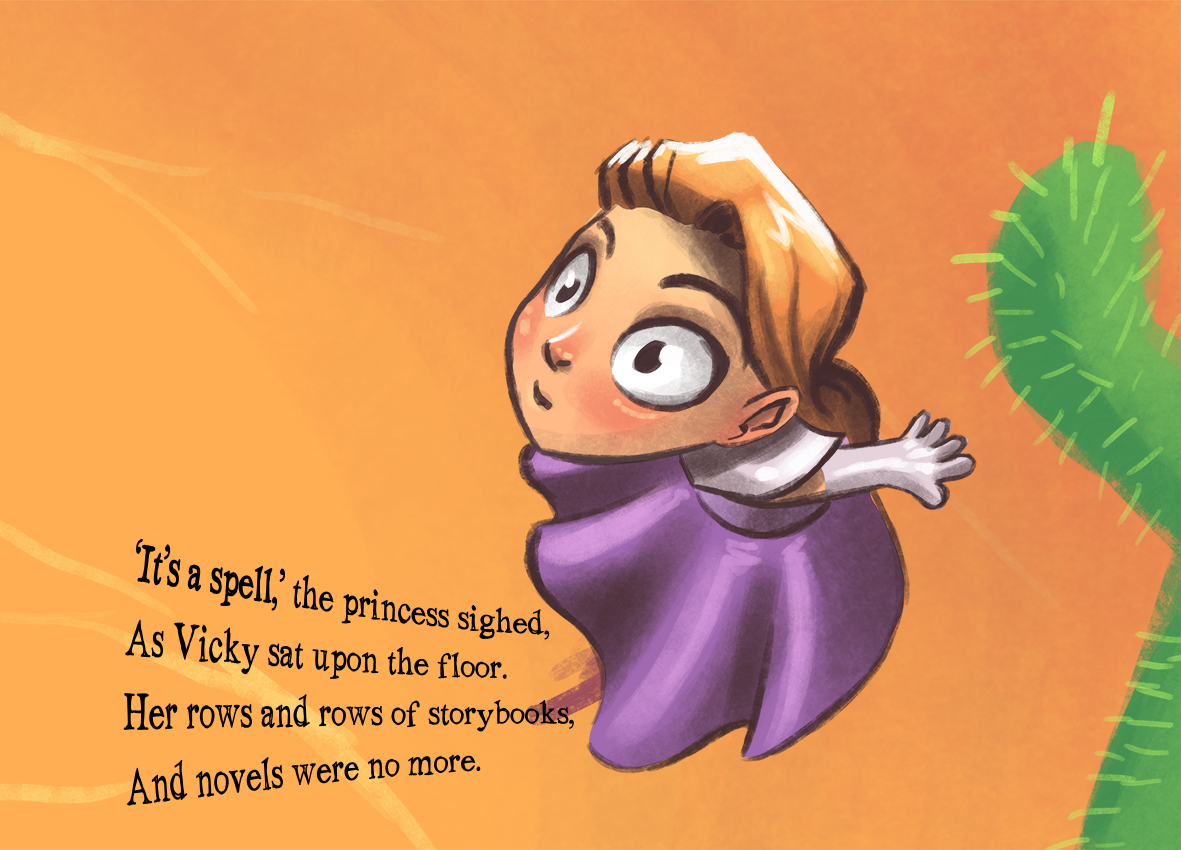 ‘It’s a spell,’ the princess sighed,
As Vicky sat upon the floor.
Her rows and rows of storybooks,
And novels were no more.